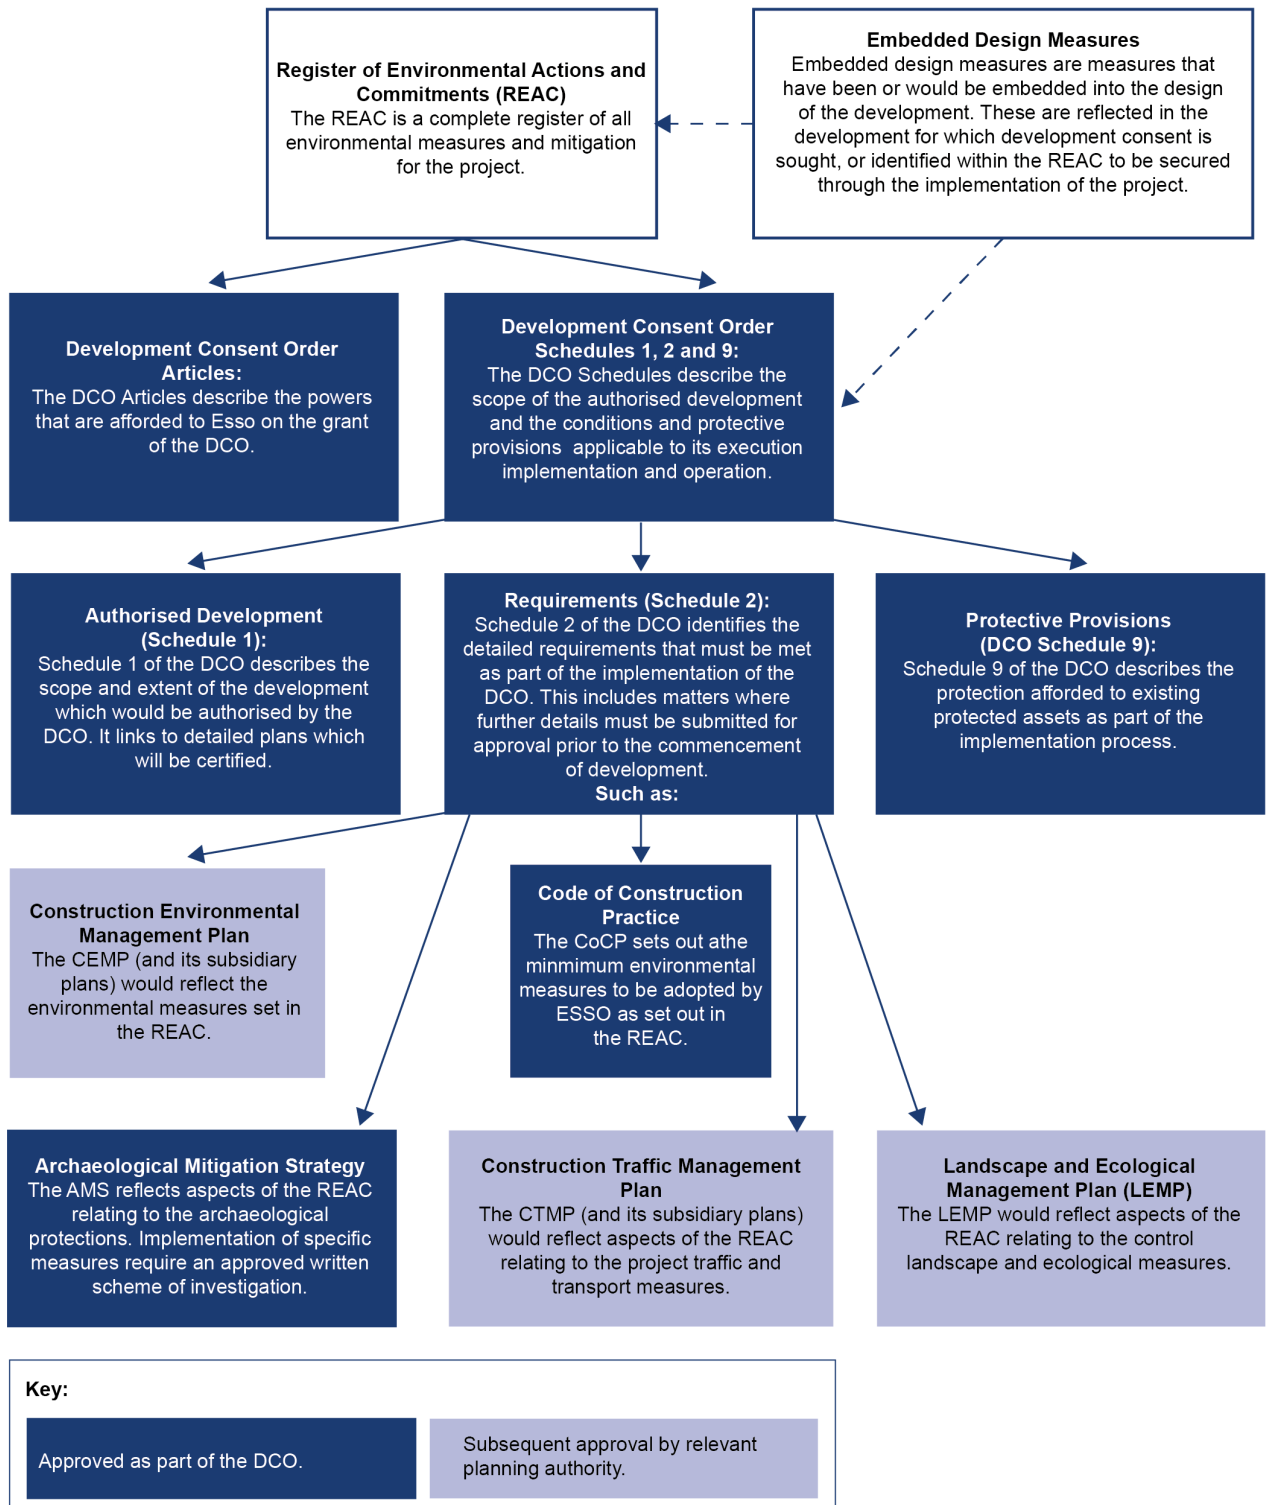 Register of Environmental Actions and
Commitments (REAC)
The REAC is a complete register of all
environmental measures and mitigation
for the project.
Embedded Design Measures
Embedded design measures are measures that
have been or would be embedded into the design
of the development. These are reflected in the
development for which development consent is
sought, or identified within the REAC to be secured
through the implementation of the project.
Development Consent Order
Articles:
The DCO Articles describe the powers
that are afforded to Esso on the grant
of the DCO.
Development Consent Order
Schedules 1, 2 and 9:
The DCO Schedules describe the
scope of the authorised development
and the conditions and protective
provisions  applicable to its execution
implementation and operation.
Authorised Development
(Schedule 1):
Schedule 1 of the DCO describes the
scope and extent of the development
which would be authorised by the
DCO. It links to detailed plans which
will be certified.
Requirements (Schedule 2):
Schedule 2 of the DCO identifies the
detailed requirements that must be met
as part of the implementation of the
DCO. This includes matters where
further details must be submitted for
approval prior to the commencement
of development.
Such as:
Protective Provisions
(DCO Schedule 9):
Schedule 9 of the DCO describes the
protection afforded to existing
protected assets as part of the
implementation process.
Construction Environmental
Management Plan
The CEMP (and its subsidiary
plans) would reflect the
environmental measures set in
the REAC.
Code of Construction
Practice
The CoCP sets out athe
minmimum environmental
measures to be adopted by
ESSO as set out in
the REAC.
Archaeological Mitigation Strategy
The AMS reflects aspects of the REAC
relating to the archaeological
protections. Implementation of specific
measures require an approved written
scheme of investigation.
Construction Traffic Management
Plan
The CTMP (and its subsidiary plans)
would reflect aspects of the REAC
relating to the project traffic and
transport measures.
Landscape and Ecological
Management Plan (LEMP)
The LEMP would reflect aspects of the
REAC relating to the control
landscape and ecological measures.
Key:
Approved as part of the DCO.
Subsequent approval by relevant
planning authority.